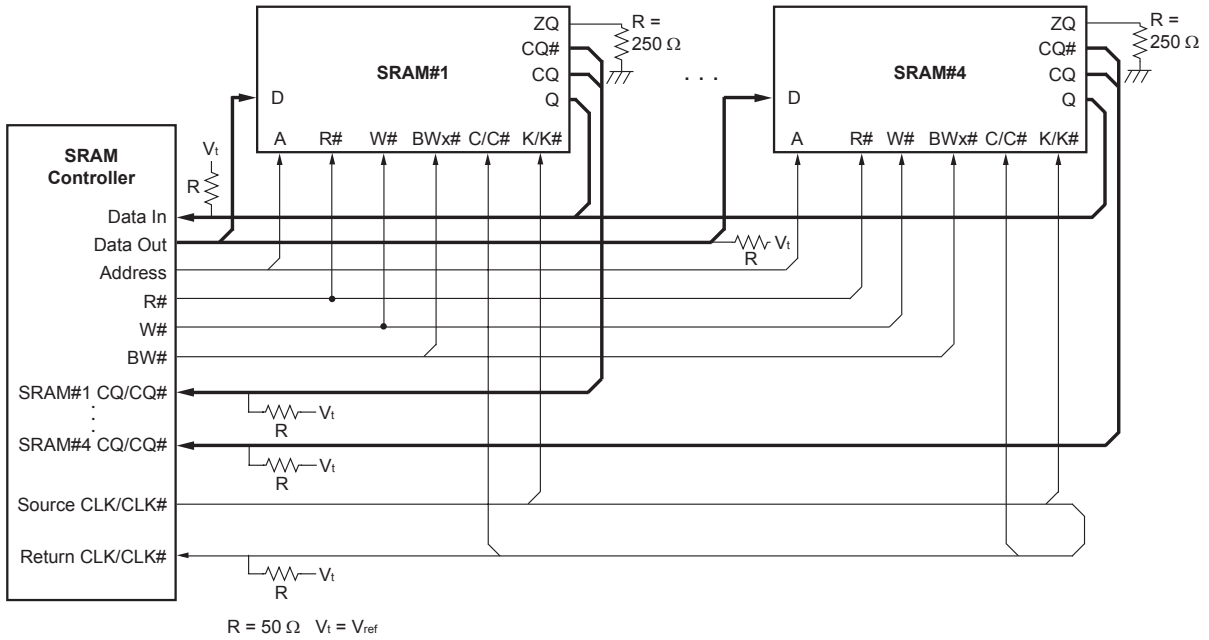 ZQ
R =
250 Ω
CQ#
SRAM#1
CQ
D
Q
A R# W# BWx# C/C# K/K#
. . .
ZQ
R =
250 Ω
CQ#
SRAM#4
CQ
D
Q
A R# W# BWx# C/C# K/K#
SRAM
Controller
Vt
R
Data In
Data Out
Vt
R
Address
R#
W#
BW#
SRAM#1 CQ/CQ#
Vt
R
.
.
.
SRAM#4 CQ/CQ#
Vt
R
Source CLK/CLK#
Return CLK/CLK#
Vt
R
R = 50 Ω Vt = Vref